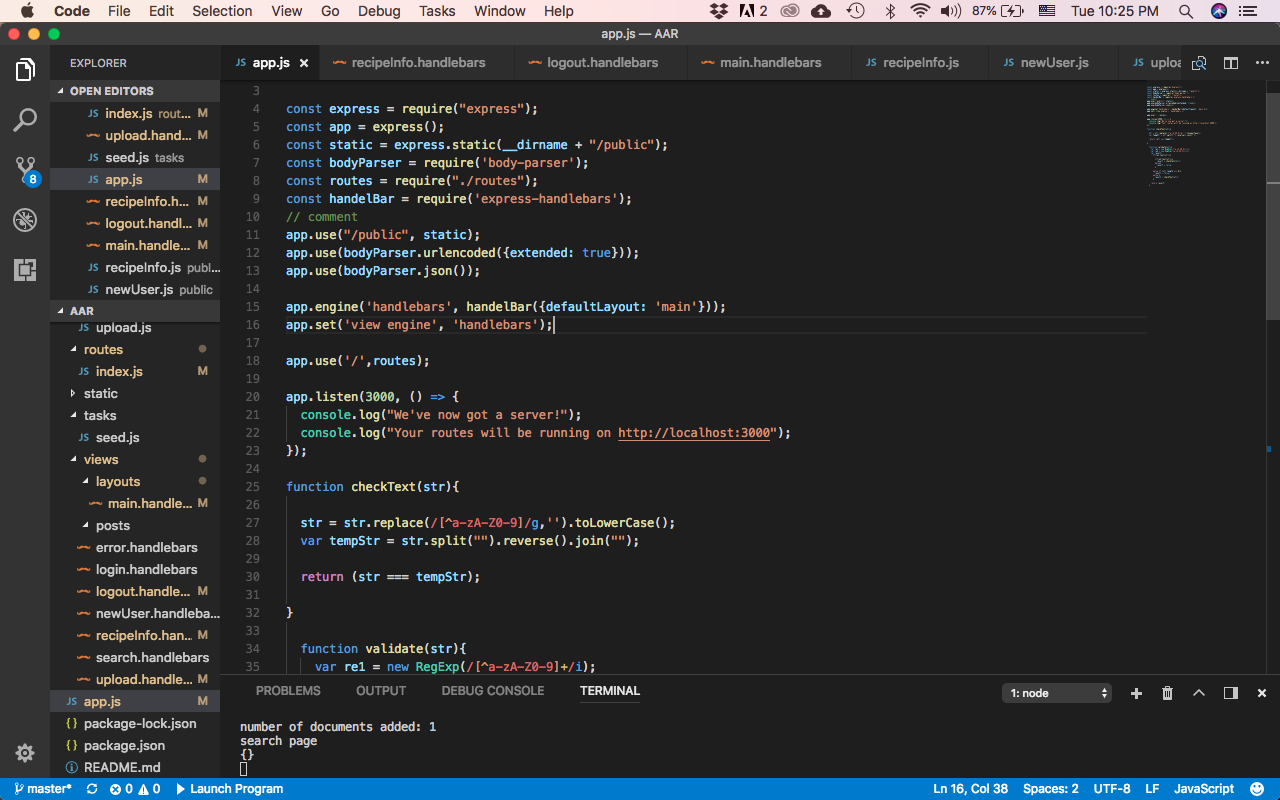 Code File Edit Selection View Go Debug Tasks Window Help 2 87% Tue 10:25 PM
app.js — AAR
EXPLORER
JS app.js recipeInfo.handlebars logout.handlebars main.handlebars JS recipeInfo.js JS newUser.js JS uploa
OPEN EDITORS
JS index.js rout... M
upload.hand... M
JS seed.js tasks
JS app.js M
recipeInfo.h... M
logout.handl... M
main.handle... M
JS recipeInfo.js publ...
JS newUser.js public
8
AAR
JS upload.js
routes
JS index.js M
static
tasks
JS seed.js
views
layouts
main.handle... M
posts
error.handlebars
login.handlebars
logout.handle... M
newUser.handleba...
recipeInfo.han... M
search.handlebars
upload.handle... M
JS app.js M
{} package-lock.json
{} package.json
README.md
3
4 const express = require("express");
5 const app = express();
6 const static = express.static(__dirname + "/public");
7 const bodyParser = require('body-parser');
8 const routes = require("./routes");
9 const handelBar = require('express-handlebars');
10 // comment
11 app.use("/public", static);
12 app.use(bodyParser.urlencoded({extended: true}));
13 app.use(bodyParser.json());
14
15 app.engine('handlebars', handelBar({defaultLayout: 'main'}));
16 app.set('view engine', 'handlebars');
17
18 app.use('/',routes);
19
20 app.listen(3000, () => {
21 console.log("We've now got a server!");
22 console.log("Your routes will be running on http://localhost:3000");
23 });
24
25 function checkText(str){
26
27 str = str.replace(/[^a-zA-Z0-9]/g,'').toLowerCase();
28 var tempStr = str.split("").reverse().join("");
29
30 return (str === tempStr);
31
32 }
33
34 function validate(str){
35 var re1 = new RegExp(/[^a-zA-Z0-9]+/i);
PROBLEMS OUTPUT DEBUG CONSOLE TERMINAL 1: node
number of documents added: 1
search page
{}
master* 0 0 Launch Program Ln 16, Col 38 Spaces: 2 UTF-8 LF JavaScript